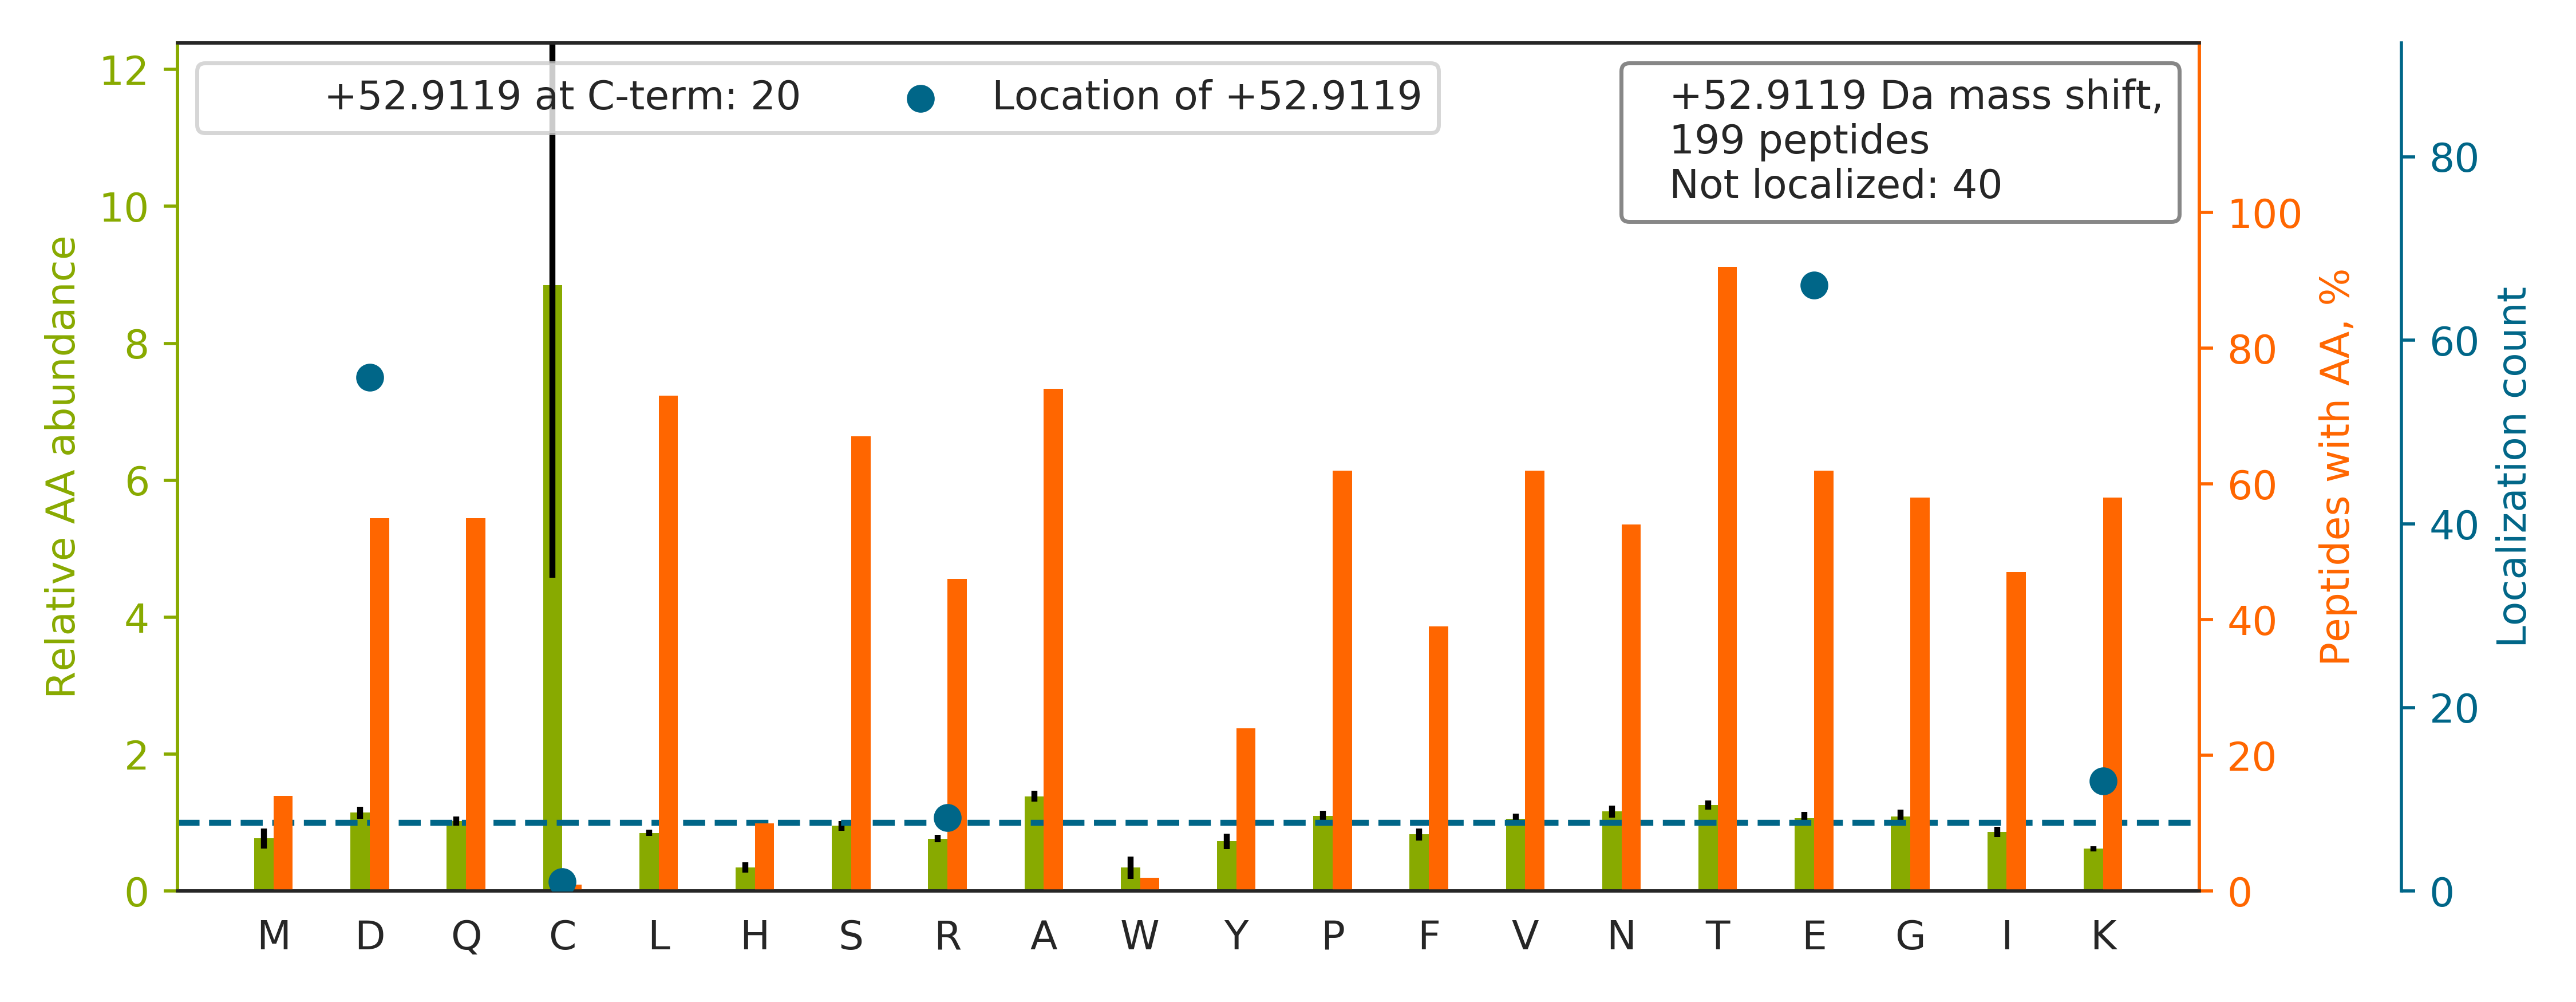 +52.9119 at C-term: 20
Location of +52.9119
+52.9119 Da mass shift,
199 peptides
Not localized: 40
Relative AA abundance
12
10
8
6
4
2
0
Peptides with AA, %
100
80
60
40
20
0
Localization count
80
60
40
20
0
M D Q C L H S R A W Y P F V N T E G I K